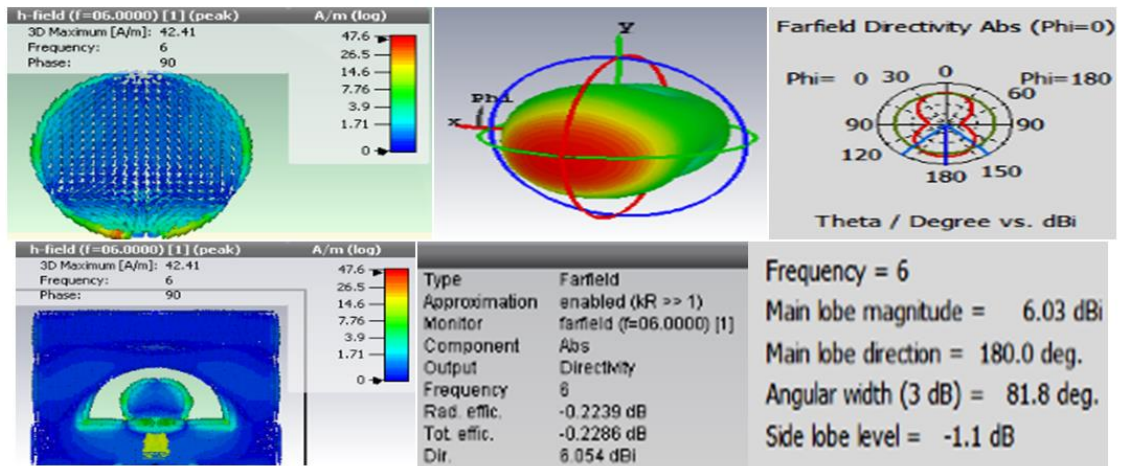 h-field (f=06.0000) [1] (peak) A/m (log)
3D Maximum [A/m]: 42.41
Frequency: 6
Phase: 90
47.6
26.5
14.6
7.76
3.9
1.71
0
y
Phi
x
Farfield Directivity Abs (Phi=0)
Phi= 0 30 0 Phi=180
60
90 90
120 150
180
Theta / Degree vs. dBi
h-field (f=06.0000) [1] (peak) A/m (log)
3D Maximum [A/m]: 42.41
Frequency: 6
Phase: 90
47.6
26.5
14.6
7.76
3.9
1.71
0
Type Farfield
Approximation enabled (kR >> 1)
Monitor farfield (f=06.0000) [1]
Component Abs
Output Directivity
Frequency 6
Rad. effic. -0.2239 dB
Tot. effic. -0.2286 dB
Dir. 6.054 dBi
Frequency = 6
Main lobe magnitude = 6.03 dBi
Main lobe direction = 180.0 deg.
Angular width (3 dB) = 81.8 deg.
Side lobe level = -1.1 dB